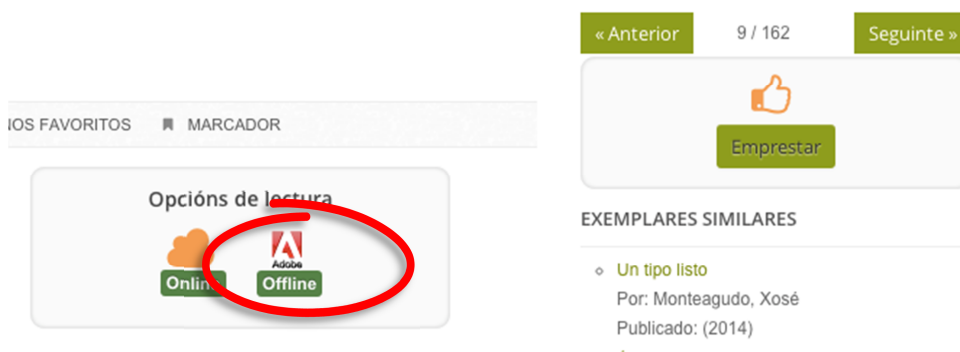 NOS FAVORITOS MARCADOR
Opcións de lectura
Adobe
Online Offline
« Anterior 9 / 162 Seguinte »
Emprestar
EXEMPLARES SIMILARES
Un tipo listo
Por: Monteagudo, Xosé
Publicado: (2014)